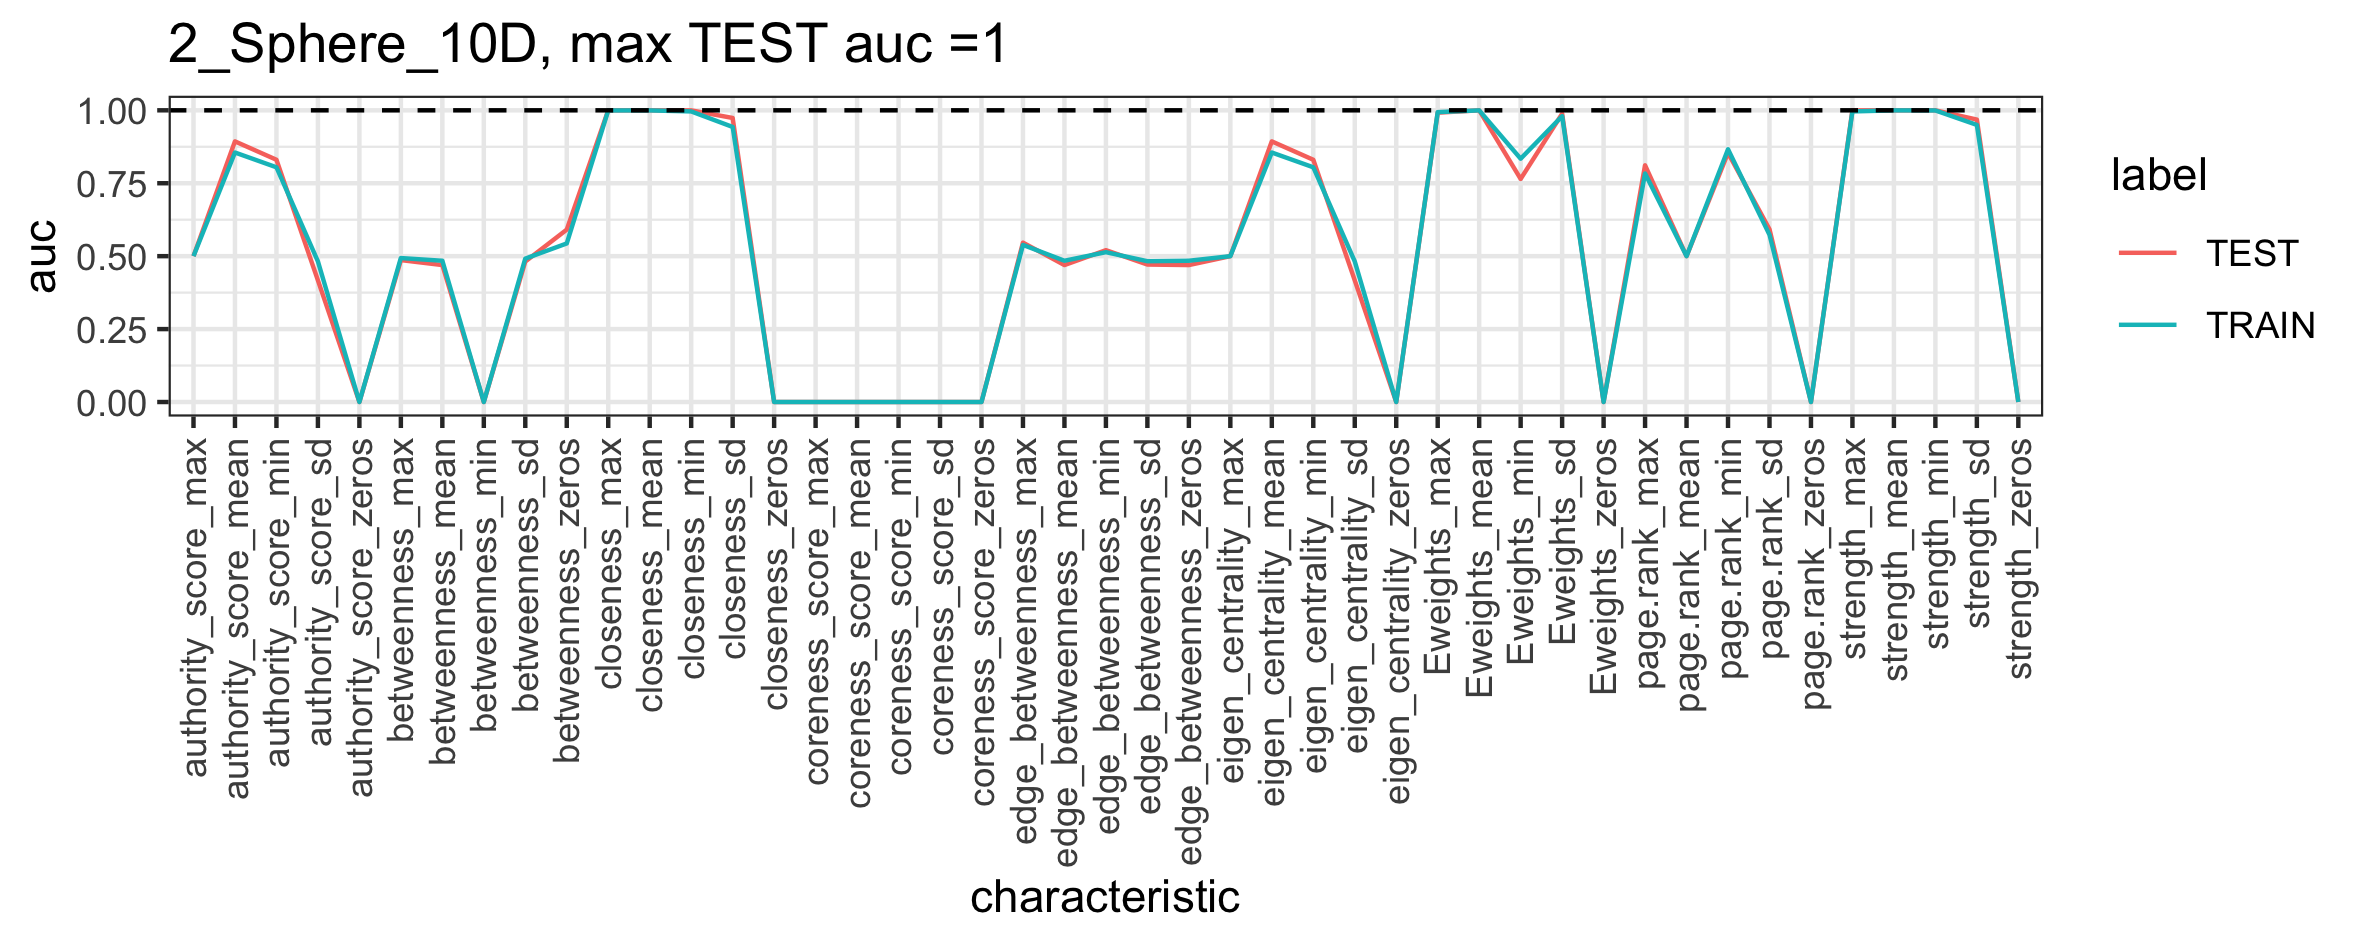 2_Sphere_10D, max TEST auc =1
1.00
0.75
0.50
0.25
0.00
auc
authority_score_max
authority_score_mean
authority_score_min
authority_score_sd
authority_score_zeros
betweenness_max
betweenness_mean
betweenness_min
betweenness_sd
betweenness_zeros
closeness_max
closeness_mean
closeness_min
closeness_sd
closeness_zeros
coreness_score_max
coreness_score_mean
coreness_score_min
coreness_score_sd
coreness_score_zeros
edge_betweenness_max
edge_betweenness_mean
edge_betweenness_min
edge_betweenness_sd
edge_betweenness_zeros
eigen_centrality_max
eigen_centrality_mean
eigen_centrality_min
eigen_centrality_sd
eigen_centrality_zeros
Eweights_max
Eweights_mean
Eweights_min
Eweights_sd
Eweights_zeros
page.rank_max
page.rank_mean
page.rank_min
page.rank_sd
page.rank_zeros
strength_max
strength_mean
strength_min
strength_sd
strength_zeros
characteristic
label
TEST
TRAIN